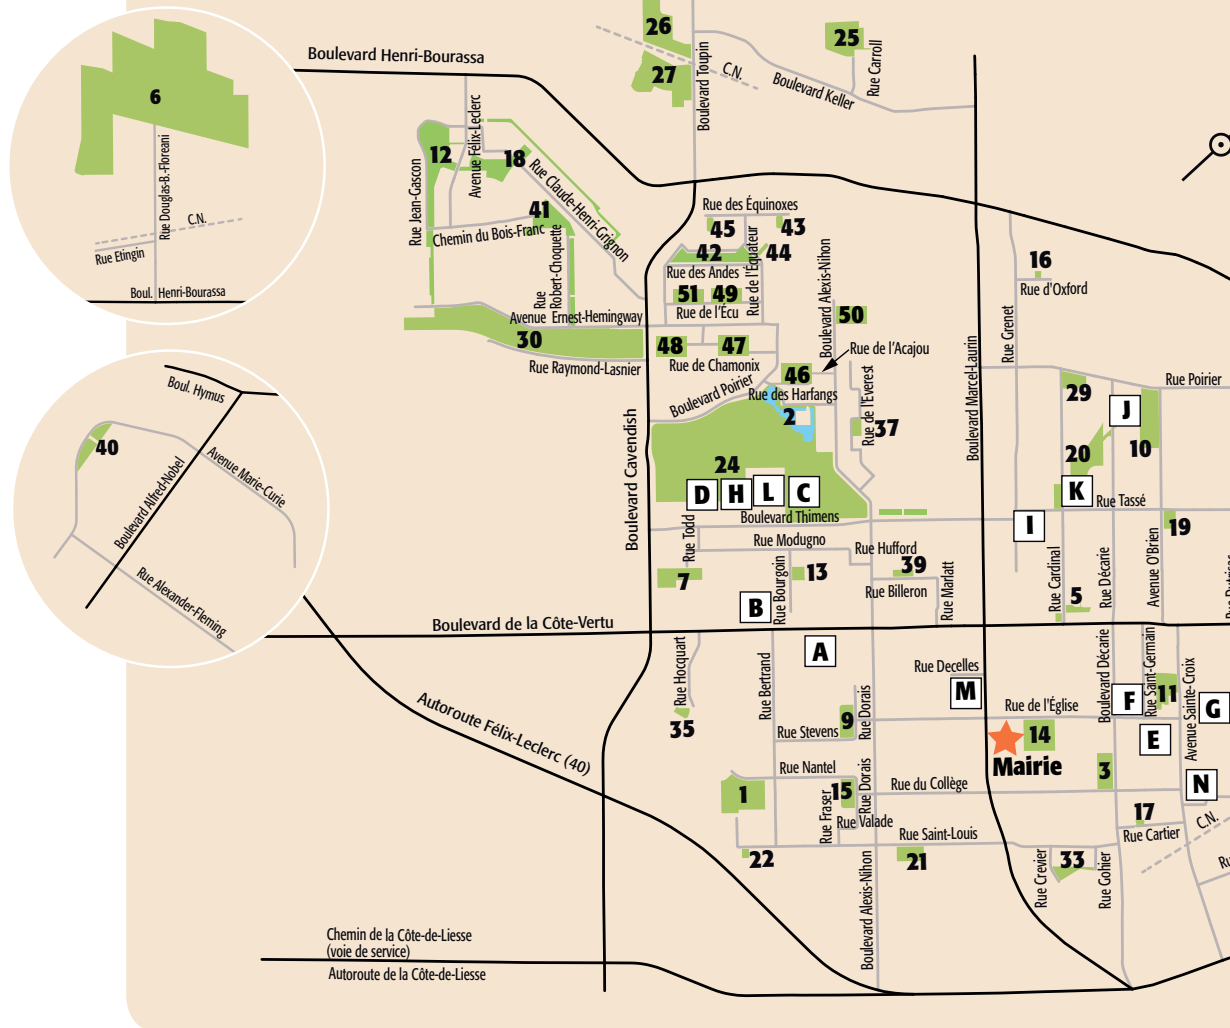 26
25
Boulevard Henri-Bourassa
27
Boulevard Toupin
C.N.
Boulevard Keller
Rue Carroll
6
Rue Douglas-B.-Floreani
C.N.
Rue Etingin
Boul. Henri-Bourassa
12
Avenue Félix-Leclerc
18
Rue Jean-Gascon
Rue Claude-Henri-Grignon
41
Chemin du Bois-Franc
Rue
Robert-Choquette
Avenue Ernest-Hemingway
30
Rue Raymond-Lasnier
Rue des Équinoxes
45
43
42
44
Rue de l'Équateur
Rue des Andes
51
49
Rue de l'Écu
Boulevard Alexis-Nihon
50
48
47
Rue de l'Acajou
Rue de Chamonix
46
Boulevard Poirier
Rue des Harfangs
2
Rue de l'Everest
37
16
Rue d'Oxford
Rue Grenet
Boulevard Marcel-Laurin
Rue Poirier
29
J
20
10
K
Rue Tassé
I
19
Boul. Hymus
40
Boulevard Alfred-Nobel
Avenue Marie-Curie
Rue Alexander-Fleming
Boulevard Cavendish
24
D
H
L
C
Boulevard Thimens
Rue Todd
Rue Modugno
Rue Hufford
7
13
39
Rue Bourgoin
Rue Billeron
Rue Marlatt
B
Rue Cardinal
5
Rue Décarie
Avenue O'Brien
Boulevard de la Côte-Vertu
A
Rue Hocquart
35
Rue Bertrand
Rue Decelles
M
Boulevard Décarie
Rue Saint-Germain
F
11
Avenue Sainte-Croix
G
Rue de l'Église
9
Rue Dorais
Rue Stevens
14
E
Mairie
Autoroute Félix-Leclerc (40)
Rue Nantel
1
15
Rue Dorais
Rue du Collège
3
N
Rue Fraser
Rue Valade
17
Rue Cartier
C.N.
Rue Saint-Louis
22
21
33
Rue Crevier
Rue Gohier
Boulevard Alexis-Nihon
Chemin de la Côte-de-Liesse
(voie de service)
Autoroute de la Côte-de-Liesse